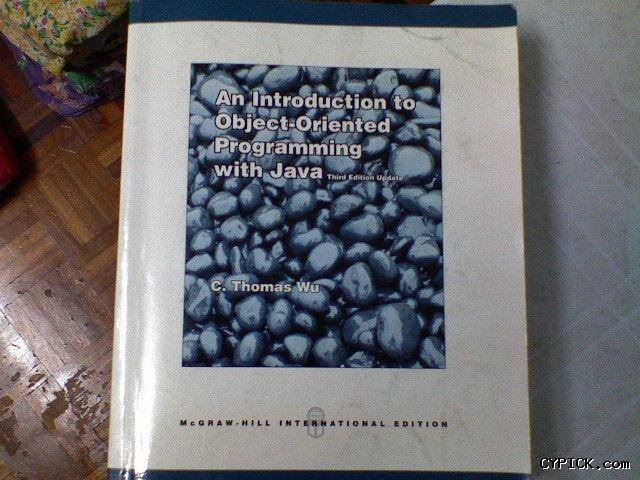 An Introduction to
Object-Oriented
Programming
with Java Third Edition Update
C. Thomas Wu
McGRAW-HILL INTERNATIONAL EDITION
CYPICK.com